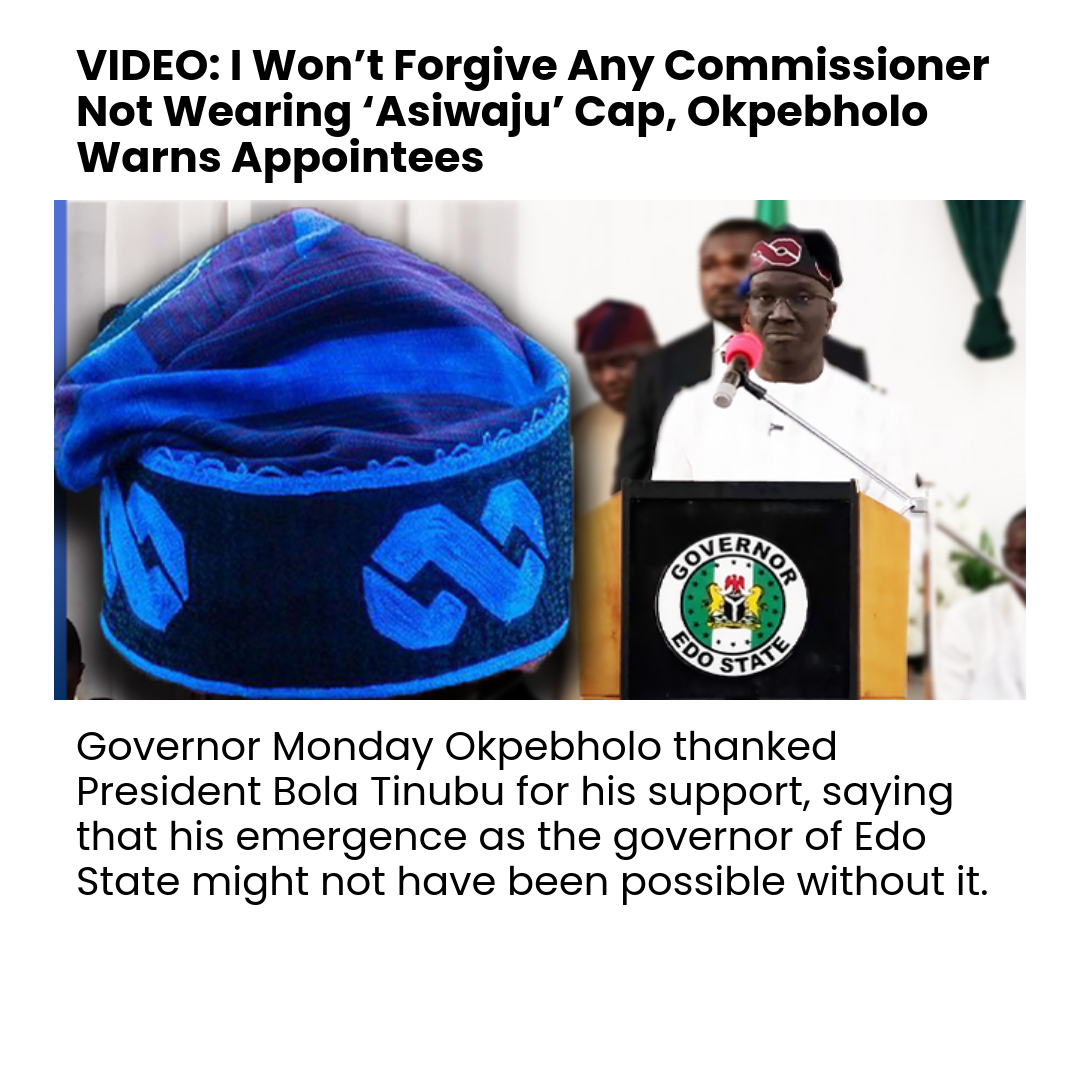 VIDEO: I Won’t Forgive Any Commissioner
Not Wearing ‘Asiwaju’ Cap, Okpebholo
Warns Appointees
GOVERNOR
EDO STATE
Governor Monday Okpebholo thanked
President Bola Tinubu for his support, saying
that his emergence as the governor of Edo
State might not have been possible without it.